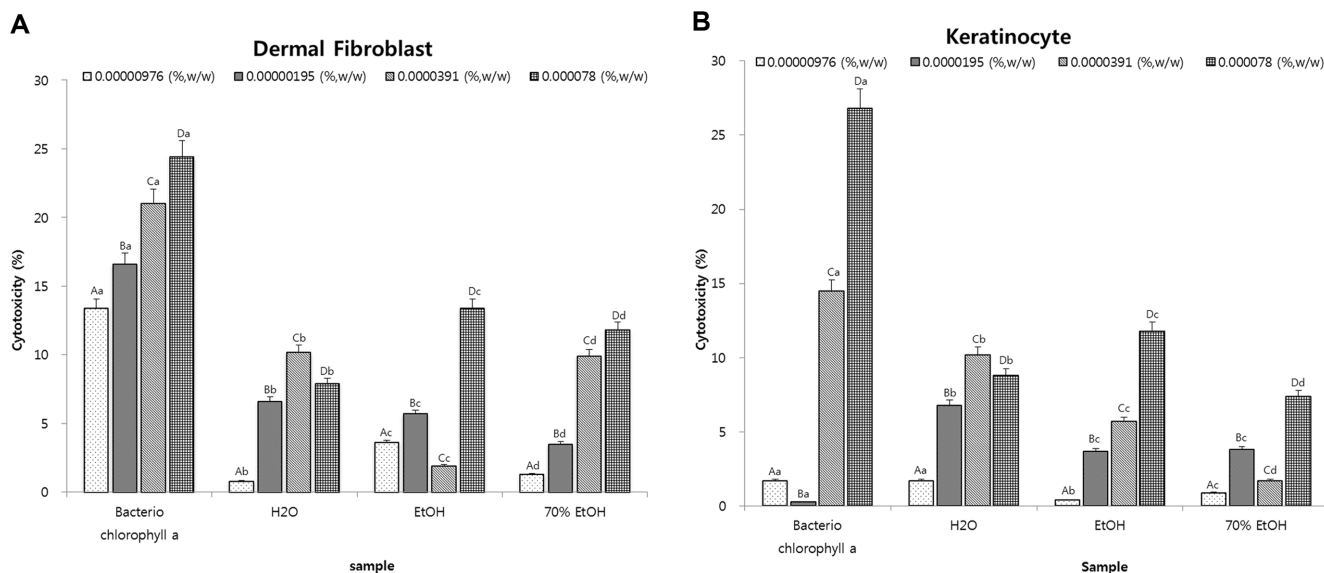 A
Dermal Fibroblast
0.00000976 (%,w/w) 0.00000195 (%,w/w) 0.0000391 (%,w/w) 0.000078 (%,w/w)
Cytotoxicity (%)
30
25
20
15
10
5
0
Aa Ba Ca Da
Ab Bb Cb Db
Ac Bc Cc Dc
Ad Bd Cd Dd
Bacterio
chlorophyll a
H2O
EtOH
70% EtOH
sample
B
Keratinocyte
0.00000976 (%,w/w) 0.0000195 (%,w/w) 0.0000391 (%,w/w) 0.000078 (%,w/w)
Cytotoxicity (%)
30
25
20
15
10
5
0
Aa Ba Ca Da
Aa Bb Cb Db
Ab Bc Cc Dc
Ac Bc Cd Dd
Bacterio
chlorophyll a
H2O
EtOH
70% EtOH
Sample